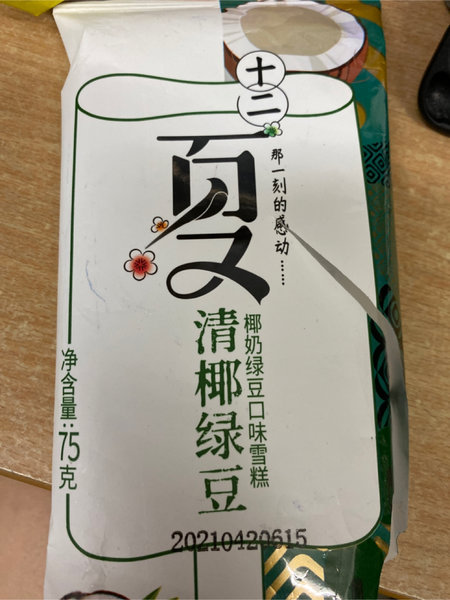 十二
夏
那一刻的感动……
清椰绿豆
椰奶绿豆口味雪糕
净含量:75克
20210420615